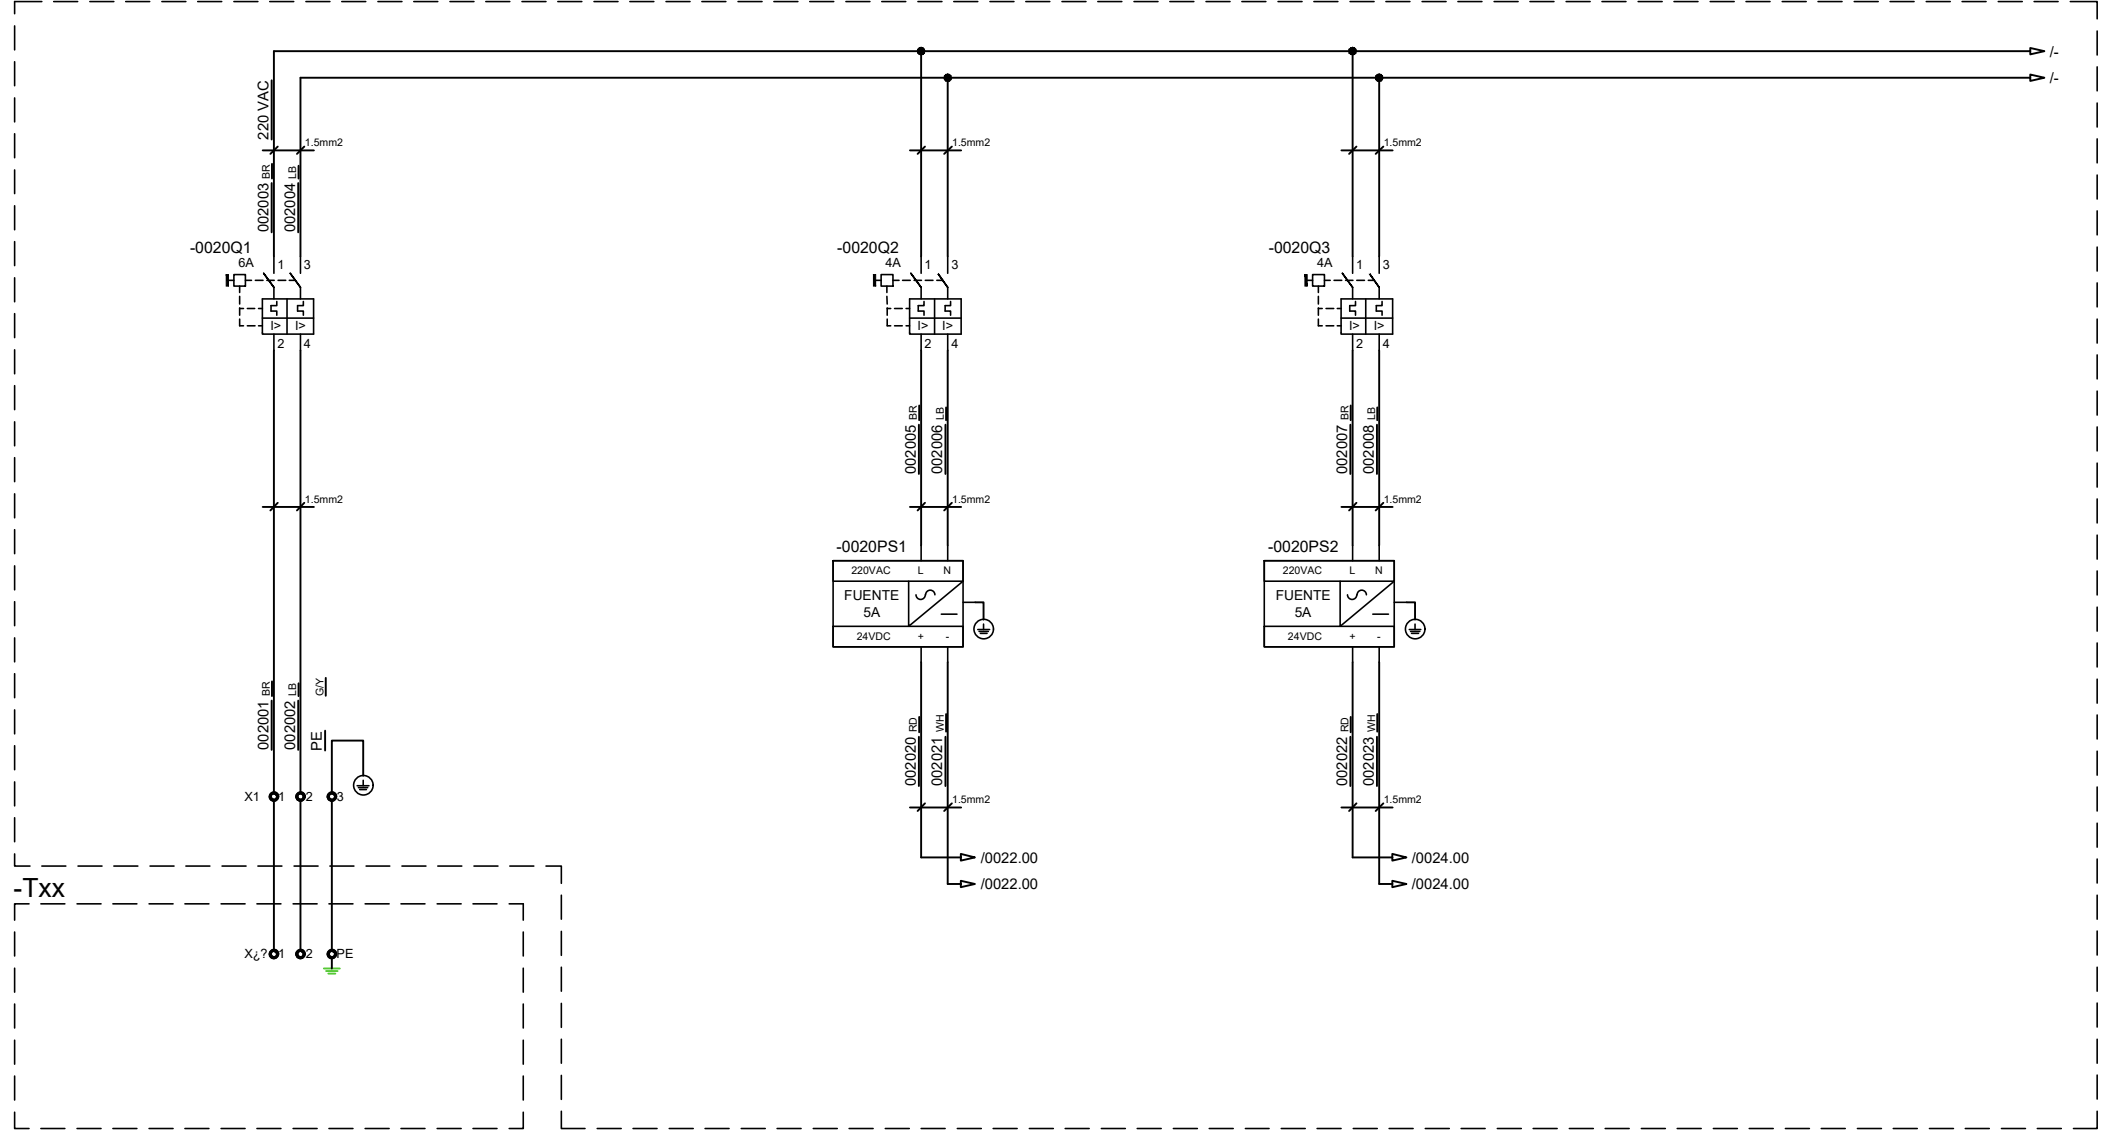 /-
/-
220 VAC
1.5mm2
1.5mm2
1.5mm2
002003 BR
002004 LB
-0020Q1
6A
1
3
I>
I>
2
4
-0020Q2
4A
1
3
I>
I>
2
4
-0020Q3
4A
1
3
I>
I>
2
4
002005 BR
002006 LB
002007 BR
002008 LB
1.5mm2
1.5mm2
1.5mm2
-0020PS1
220VAC L N
FUENTE
5A
24VDC + -
-0020PS2
220VAC L N
FUENTE
5A
24VDC + -
002001 BR
002002 LB
PE G/Y
002020 RD
002021 WH
002022 RD
002023 WH
X1 1 2 3
1.5mm2
1.5mm2
/0022.00
/0022.00
/0024.00
/0024.00
-Txx
X¿? 1 2 PE